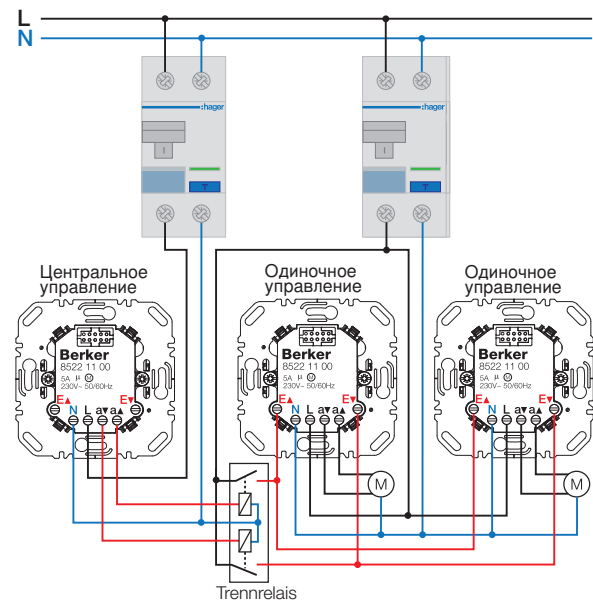 L
N
:hager
T
:hager
T
Центральное
управление
Одиночное
управление
Одиночное
управление
Berker
8522 11 00
5A µ M
230V~ 50/60Hz
E▲ N L a▼ a▲ E▼
Berker
8522 11 00
5A µ M
230V~ 50/60Hz
E▲ N L a▼ a▲ E▼
Berker
8522 11 00
5A µ M
230V~ 50/60Hz
E▲ N L a▼ a▲ E▼
M
M
Trennrelais